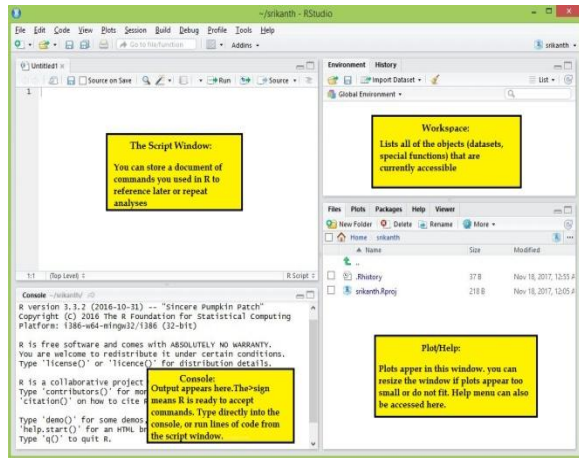 ~/srikanth - RStudio
File Edit Code View Plots Session Build Debug Profile Tools Help
Go to file/function Addins
srikanth
Untitled1
Source on Save Run Source
1
The Script Window:
You can store a document of
commands you used in R to
reference later or repeat
analyses
1:1 (Top Level) R Script
Console ~/srikanth/
R version 3.3.2 (2016-10-31) -- "Sincere Pumpkin Patch"
Copyright (C) 2016 The R Foundation for Statistical Computing
Platform: i386-w64-mingw32/i386 (32-bit)
R is free software and comes with ABSOLUTELY NO WARRANTY.
You are welcome to redistribute it under certain conditions.
Type 'license()' or 'licence()' for distribution details.
R is a collaborative project
Type 'contributors()' for mor
'citation()' on how to cite R
Type 'demo()' for some demos,
'help.start()' for an HTML br
Type 'q()' to quit R.
Console:
Output appears here.The>sign
means R is ready to accept
commands. Type directly into the
console, or run lines of code from
the script window.
Environment History
Import Dataset List
Global Environment
Workspace:
Lists all of the objects (datasets,
special functions) that are
currently accessible
Files Plots Packages Help Viewer
New Folder Delete Rename More
Home srikanth
Name Size Modified
..
.Rhistory 37 B Nov 18, 2017, 12:55 A
srikanth.Rproj 218 B Nov 18, 2017, 12:05 A
Plot/Help:
Plots apper in this window. you can
resize the window if plots appear too
small or do not fit. Help menu can also
be accessed here.